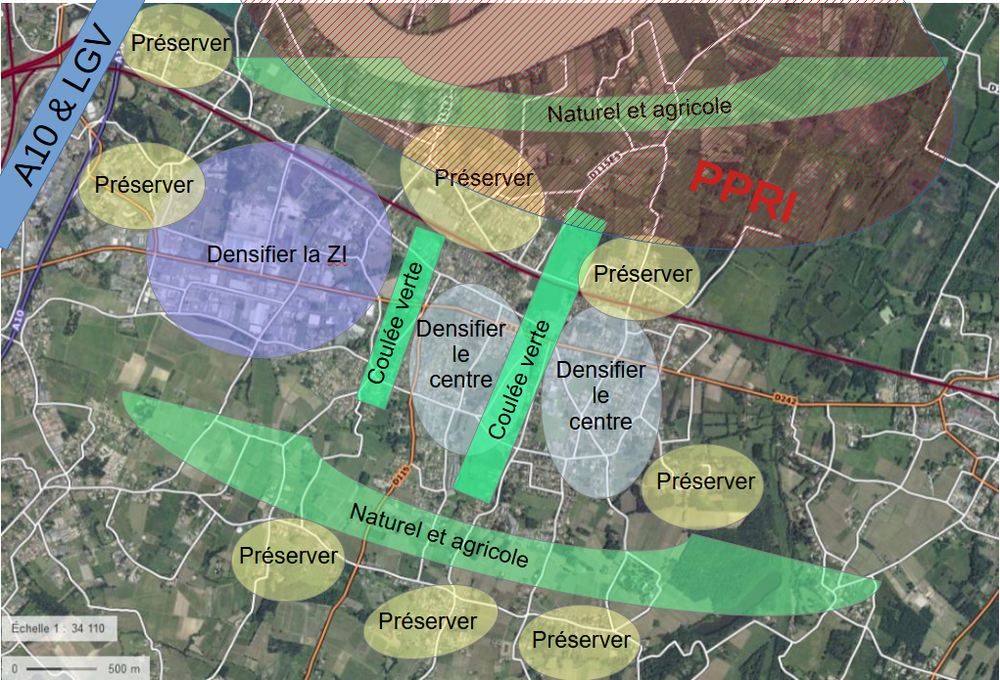 A10 & LGV
Préserver
Naturel et agricole
D115E3
Préserver
Préserver
PPRI
Densifier la ZI
Préserver
A10
Coulée verte
Densifier
le
centre
Coulée verte
Densifier
le
centre
D242
D115
Préserver
Naturel et agricole
Préserver
Préserver
Préserver
Échelle 1 : 34 110
0
500 m